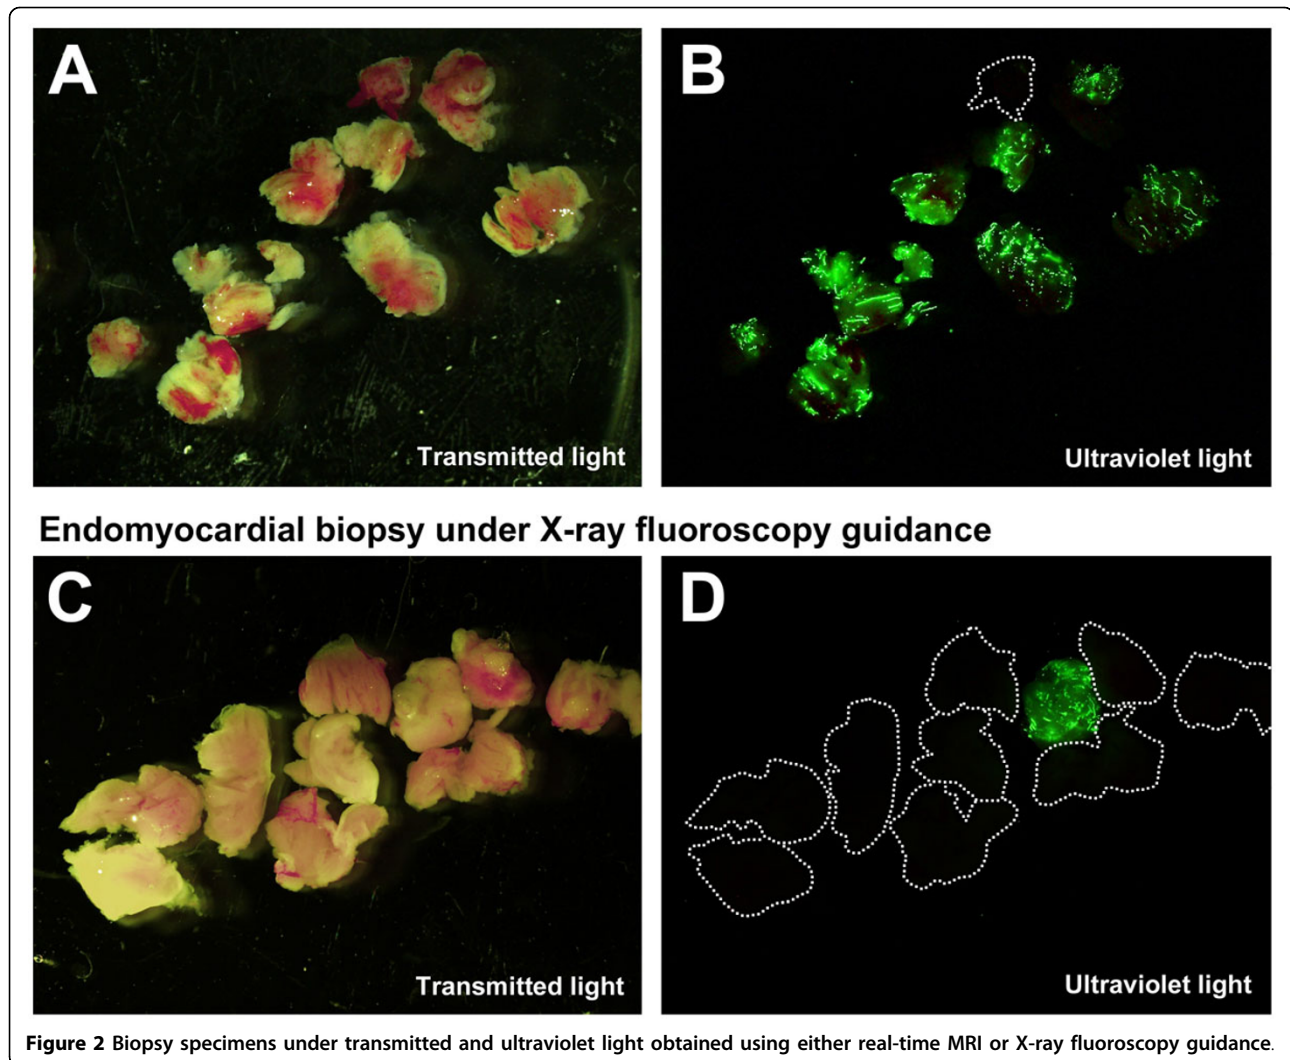 A
B
Transmitted light
Ultraviolet light
Endomyocardial biopsy under X-ray fluoroscopy guidance
C
D
Transmitted light
Ultraviolet light
Figure 2 Biopsy specimens under transmitted and ultraviolet light obtained using either real-time MRI or X-ray fluoroscopy guidance.